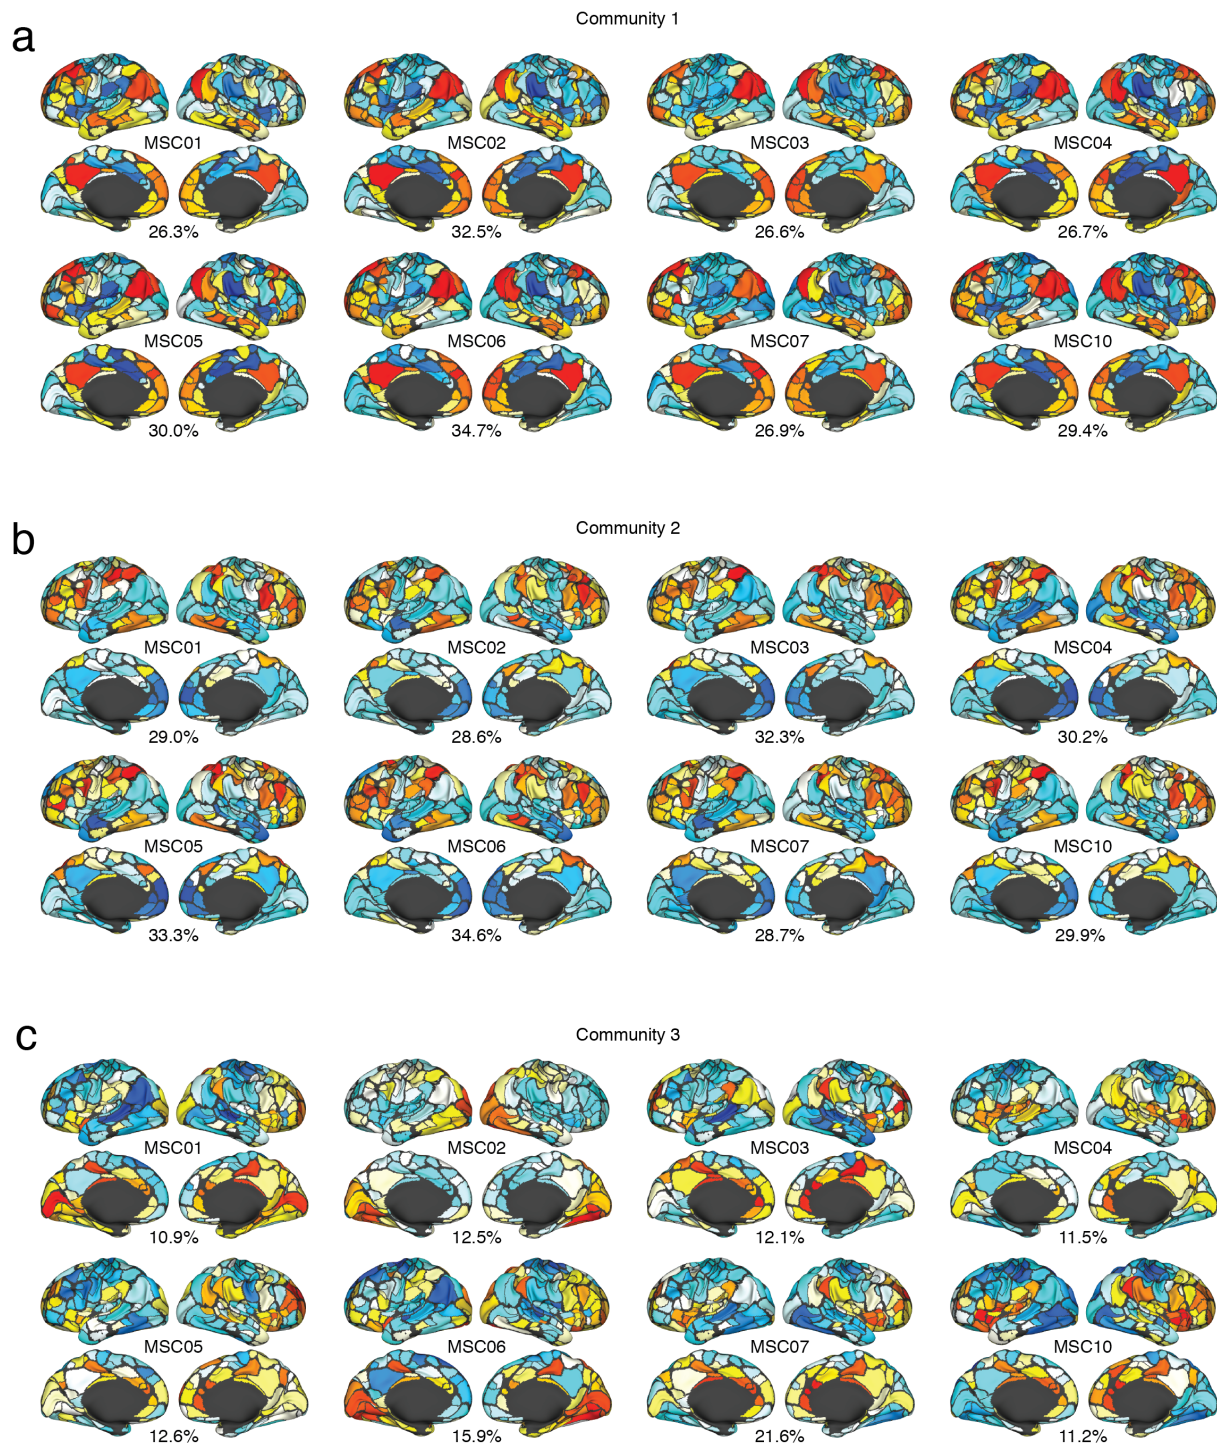 Community 1
a
MSC01 MSC02 MSC03 MSC04
26.3% 32.5% 26.6% 26.7%
MSC05 MSC06 MSC07 MSC10
30.0% 34.7% 26.9% 29.4%
Community 2
b
MSC01 MSC02 MSC03 MSC04
29.0% 28.6% 32.3% 30.2%
MSC05 MSC06 MSC07 MSC10
33.3% 34.6% 28.7% 29.9%
Community 3
c
MSC01 MSC02 MSC03 MSC04
10.9% 12.5% 12.1% 11.5%
MSC05 MSC06 MSC07 MSC10
12.6% 15.9% 21.6% 11.2%